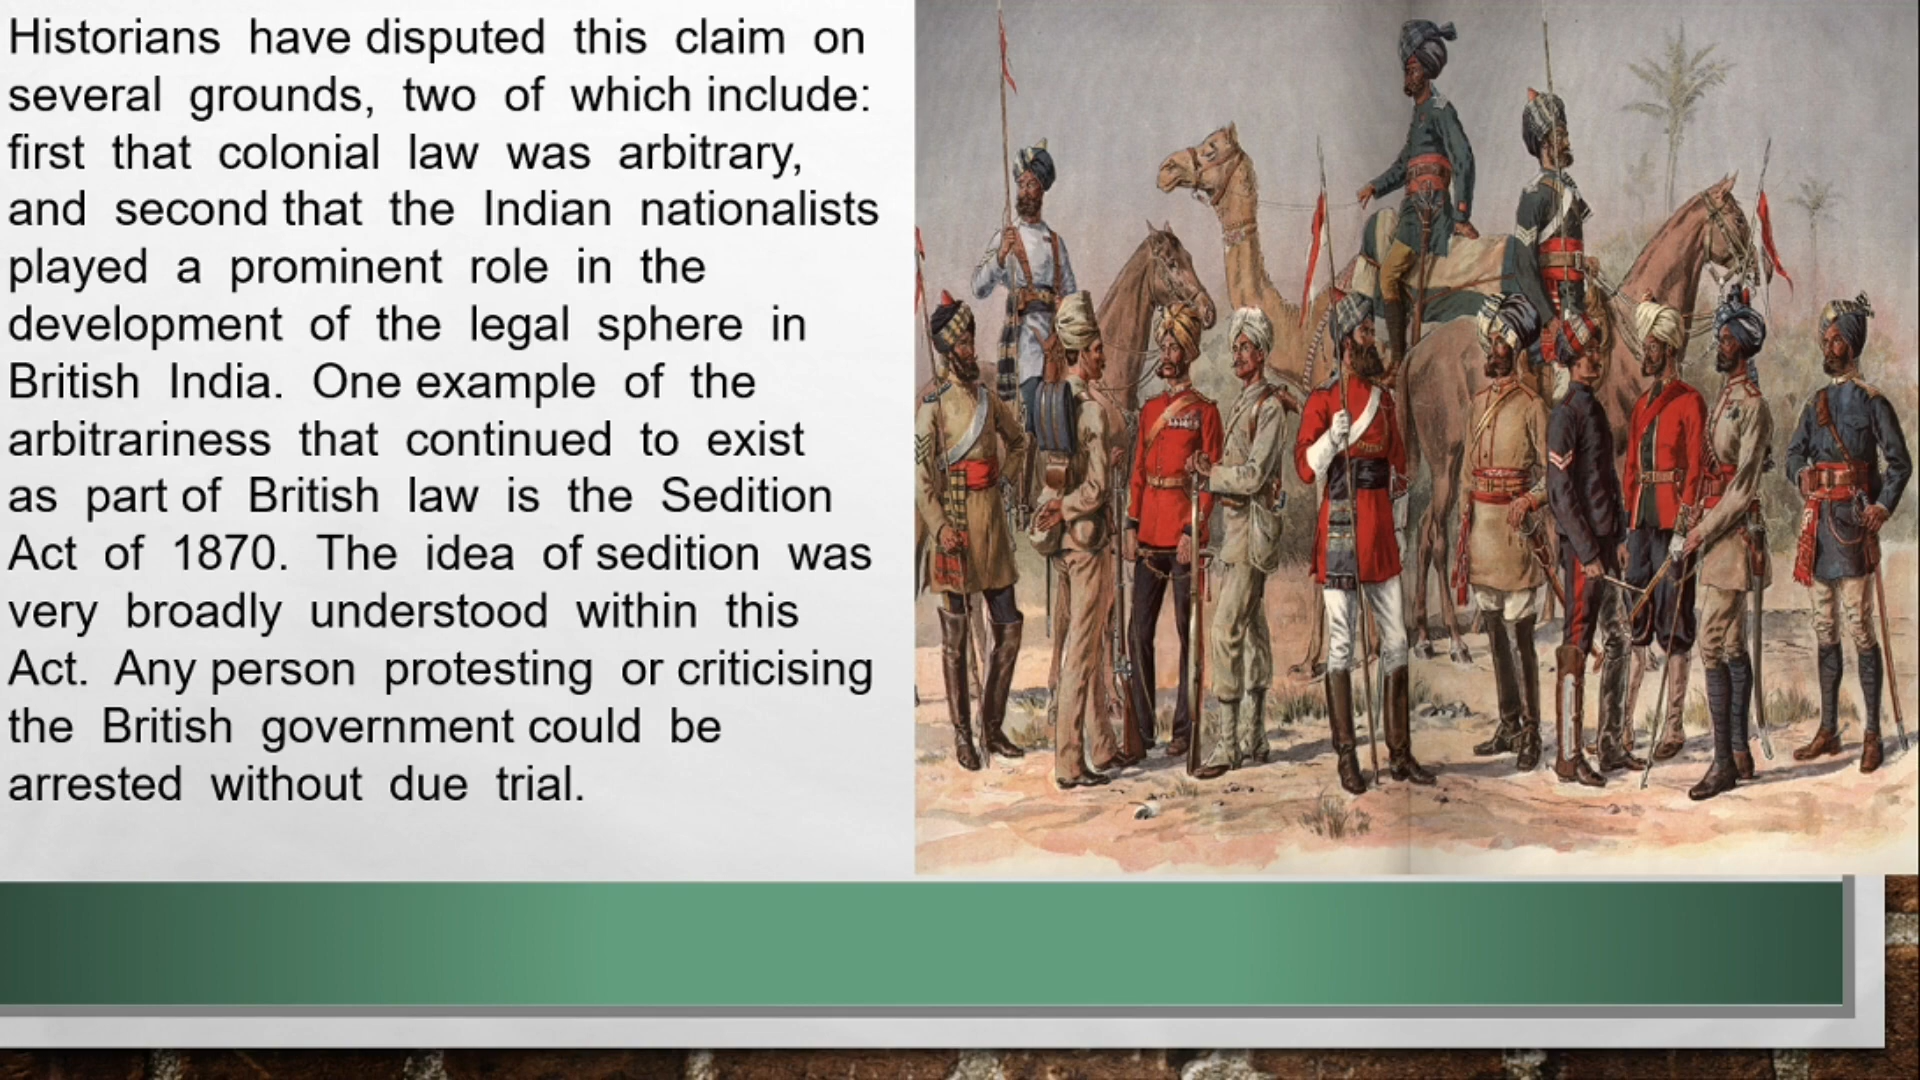 Historians have disputed this claim on
several grounds, two of which include:
first that colonial law was arbitrary,
and second that the Indian nationalists
played a prominent role in the
development of the legal sphere in
British India. One example of the
arbitrariness that continued to exist
as part of British law is the Sedition
Act of 1870. The idea of sedition was
very broadly understood within this
Act. Any person protesting or criticising
the British government could be
arrested without due trial.